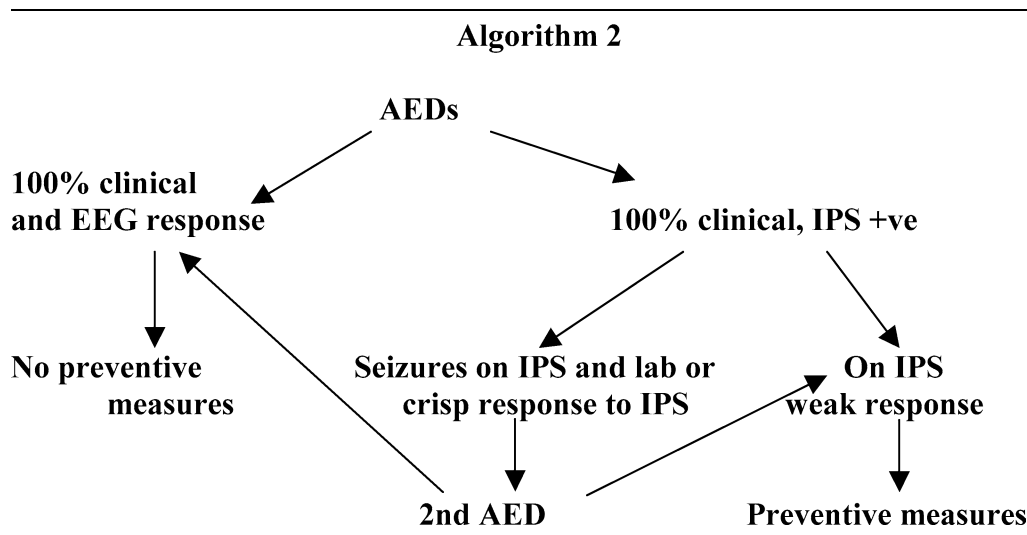 Algorithm 2
AEDs
100% clinical
and EEG response
100% clinical, IPS +ve
No preventive
measures
Seizures on IPS and lab or
crisp response to IPS
On IPS
weak response
2nd AED
Preventive measures